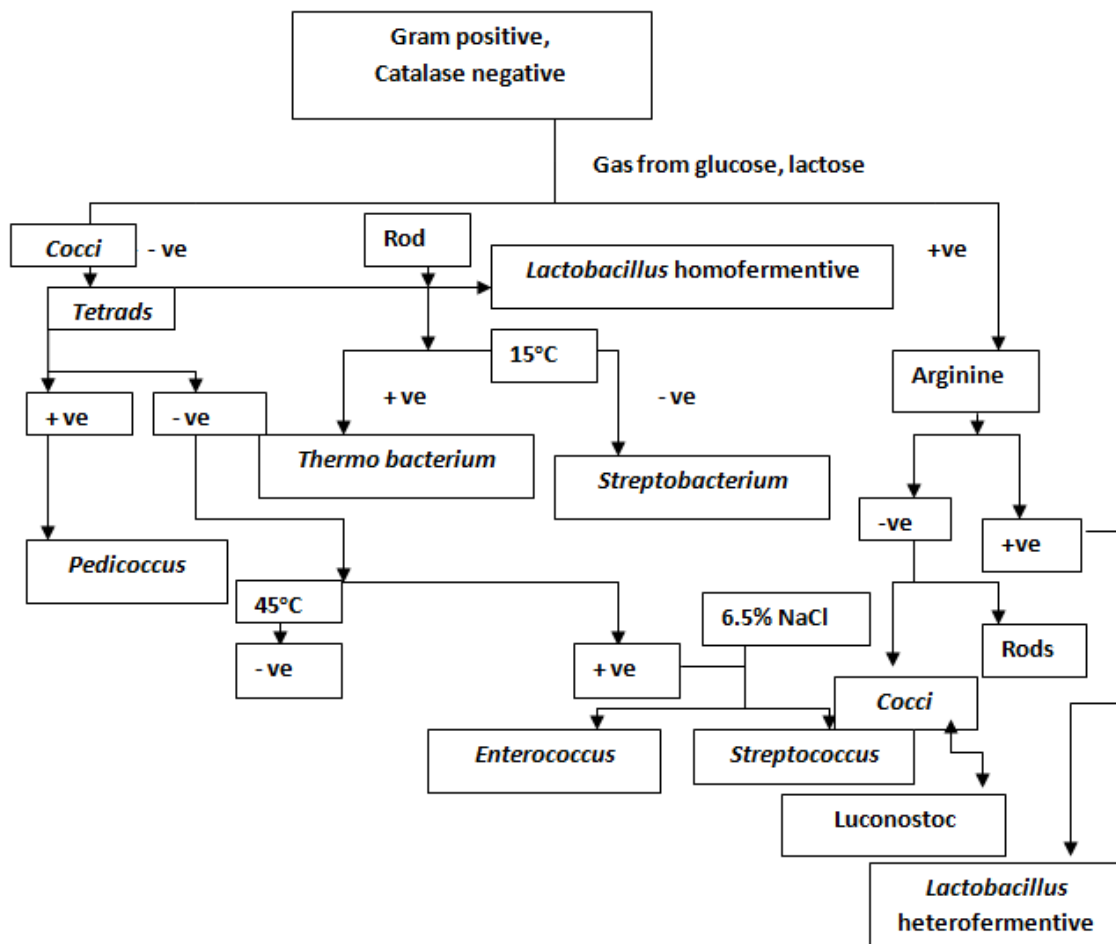 Gram positive,
Catalase negative
Gas from glucose, lactose
Cocci
- ve
Rod
+ve
Lactobacillus homofermentive
Tetrads
15°C
Arginine
+ ve
- ve
+ ve
- ve
Thermo bacterium
Streptobacterium
-ve
+ve
Pedicoccus
45°C
6.5% NaCl
- ve
+ ve
Rods
Cocci
Enterococcus
Streptococcus
Luconostoc
Lactobacillus
heterofermentive